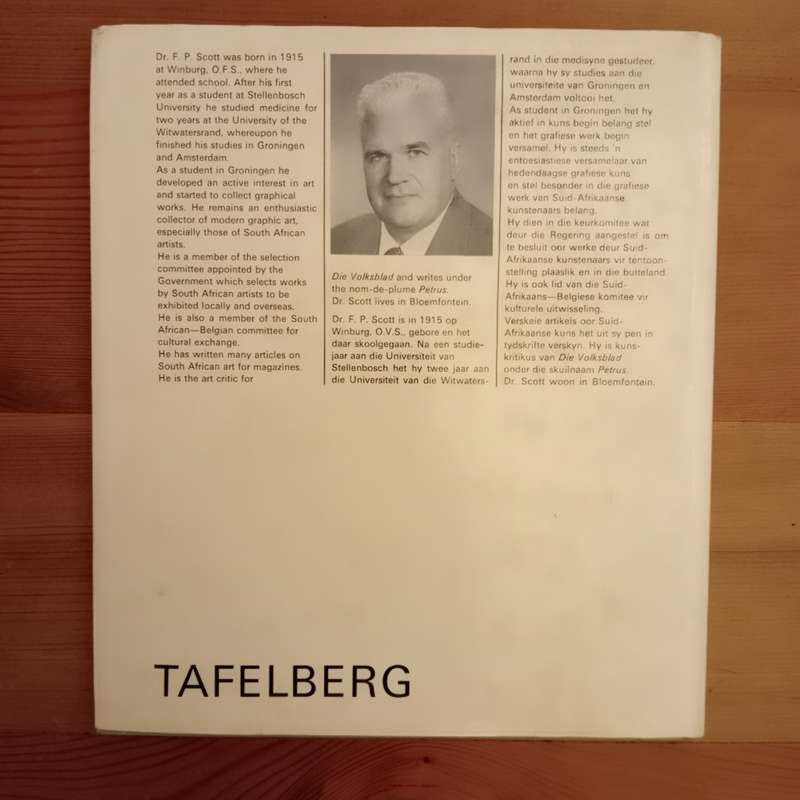 Dr. F. P. Scott was born in 1915
at Winburg, O.F.S., where he
attended school. After his first
year as a student at Stellenbosch
University he studied medicine for
two years at the University of the
Witwatersrand, whereupon he
finished his studies in Groningen
and Amsterdam.
As a student in Groningen he
developed an active interest in art
and started to collect graphical
works. He remains an enthusiastic
collector of modern graphic art,
especially those of South African
artists.
He is a member of the selection
committee appointed by the
Government which selects works
by South African artists to be
exhibited locally and overseas.
He is also a member of the South
African—Belgian committee for
cultural exchange.
He has written many articles on
South African art for magazines.
He is the art critic for
Die Volksblad and writes under
the nom-de-plume Petrus.
Dr. Scott lives in Bloemfontein.
Dr. F. P. Scott is in 1915 op
Winburg, O.V.S., gebore en het
daar skoolgegaan. Na een studie-
jaar aan die Universiteit van
Stellenbosch het hy twee jaar aan
die Universiteit van die Witwaters-
rand in die medisyne gestudeer,
waarna hy sy studies aan die
universiteite van Groningen en
Amsterdam voltooi het.
As student in Groningen het hy
aktief in kuns begin belang stel
en het grafiese werk begin
versamel. Hy is steeds 'n
entoesiastiese versamelaar van
hedendaagse grafiese kuns
en stel besonder in die grafiese
werk van Suid-Afrikaanse
kunstenaars belang.
Hy dien in die keurkomitee wat
deur die Regering aangestel is om
te besluit oor werke deur Suid-
Afrikaanse kunstenaars vir tentoon-
stelling plaaslik en in die buiteland.
Hy is ook lid van die Suid-
Afrikaans—Belgiese komitee vir
kulturele uitwisseling.
Verskeie artikels oor Suid-
Afrikaanse kuns het uit sy pen in
tydskrifte verskyn. Hy is kuns-
kritikus van Die Volksblad
onder die skuilnaam Petrus.
Dr. Scott woon in Bloemfontein.
TAFELBERG